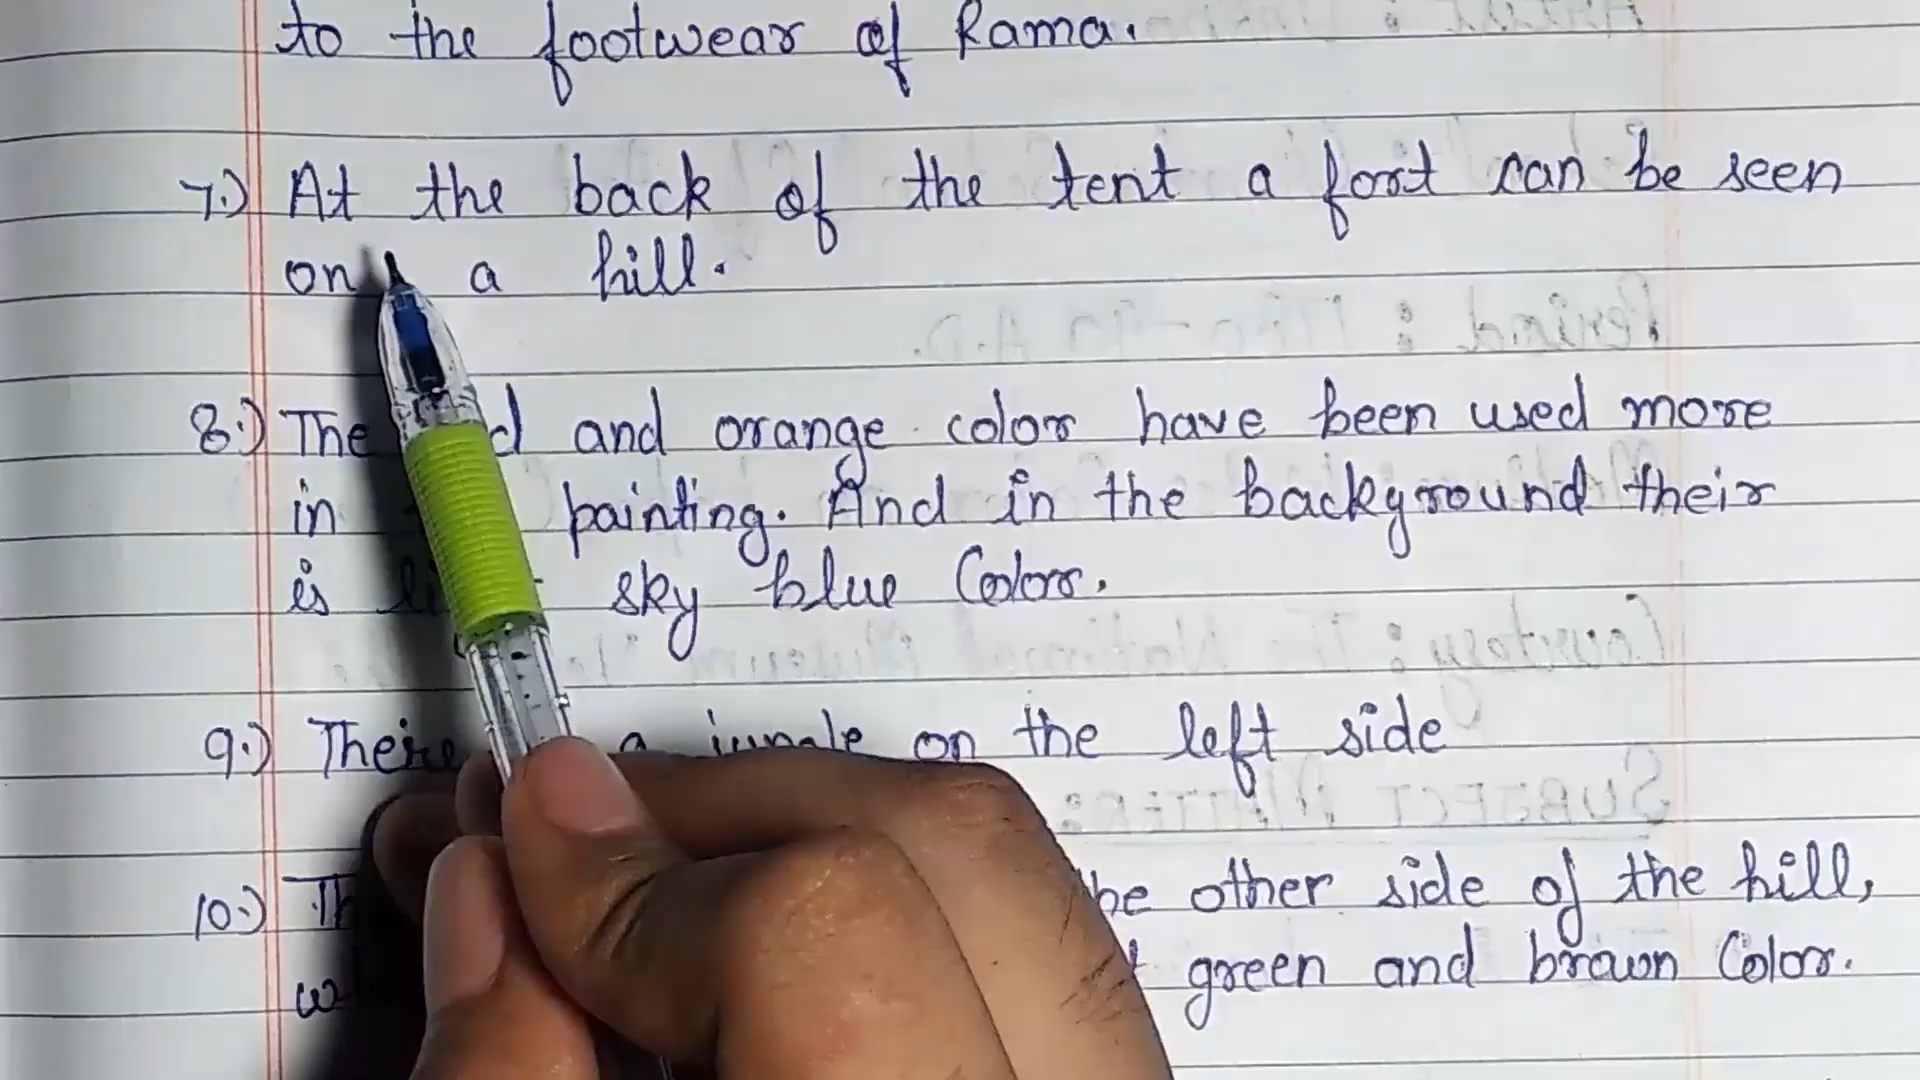 to the footwear of Rama.
7.) At the back of the tent a fort can be seen
on a hill.
8.) The and orange color have been used more
in painting. And in the background their
is sky blue Color.
9.) There a jungle on the left side
10.) other side of the hill,
green and brown Color.